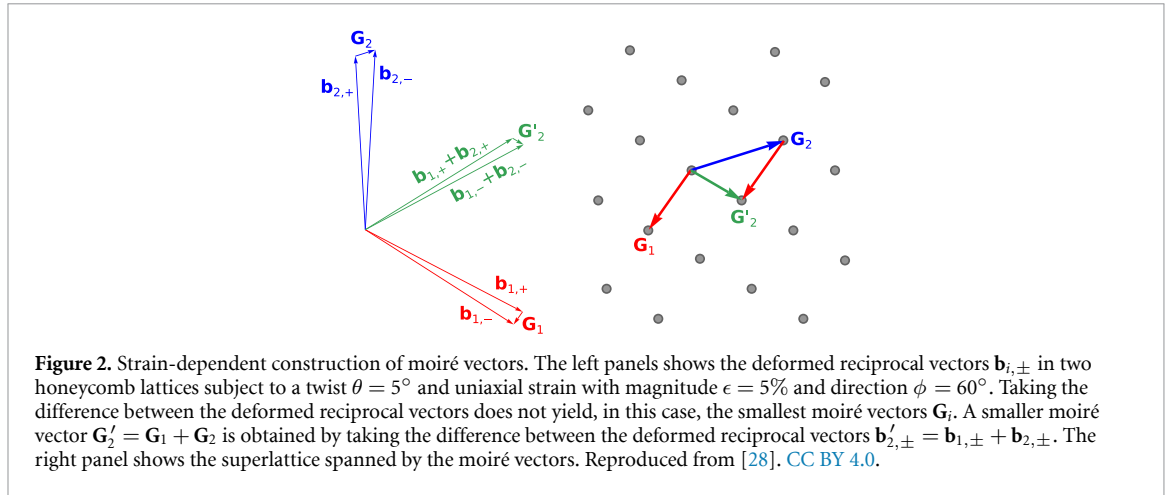 G₂
b₂,₊
b₂,₋
b₁,₊+b₂,₊
G'₂
b₁,₋+b₂,₋
b₁,₊
b₁,₋
G₁
G₂
G'₂
G₁
Figure 2. Strain-dependent construction of moiré vectors. The left panels shows the deformed reciprocal vectors bᵢ,± in two
honeycomb lattices subject to a twist θ = 5° and uniaxial strain with magnitude ϵ = 5% and direction ϕ = 60°. Taking the
difference between the deformed reciprocal vectors does not yield, in this case, the smallest moiré vectors Gᵢ. A smaller moiré
vector G′₂ = G₁ + G₂ is obtained by taking the difference between the deformed reciprocal vectors b′₂,± = b₁,± + b₂,±. The
right panel shows the superlattice spanned by the moiré vectors. Reproduced from [28]. CC BY 4.0.